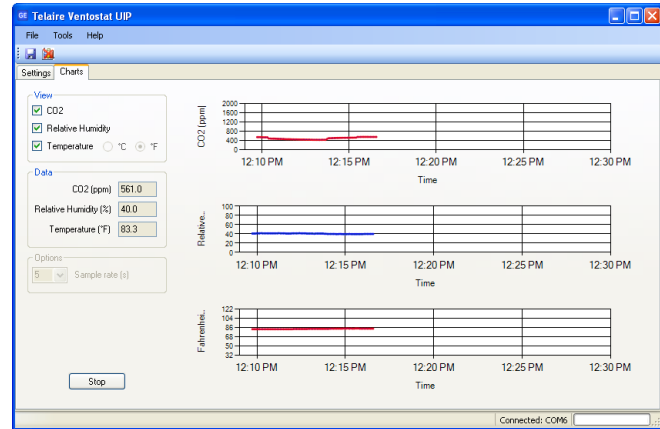 GE Telaire Ventostat UIP
File Tools Help
Settings Charts
View
CO2
Relative Humidity
Temperature °C °F
Data
CO2 (ppm) 561.0
Relative Humidity (%) 40.0
Temperature (°F) 83.3
Options
5 Sample rate (s)
Stop
CO2 (ppm)
2000
1600
1200
800
400
0
12:10 PM 12:15 PM 12:20 PM 12:25 PM 12:30 PM
Time
Relative...
100
80
60
40
20
0
12:10 PM 12:15 PM 12:20 PM 12:25 PM 12:30 PM
Time
Fahrenhei...
122
104
86
68
50
32
12:10 PM 12:15 PM 12:20 PM 12:25 PM 12:30 PM
Time
Connected: COM6